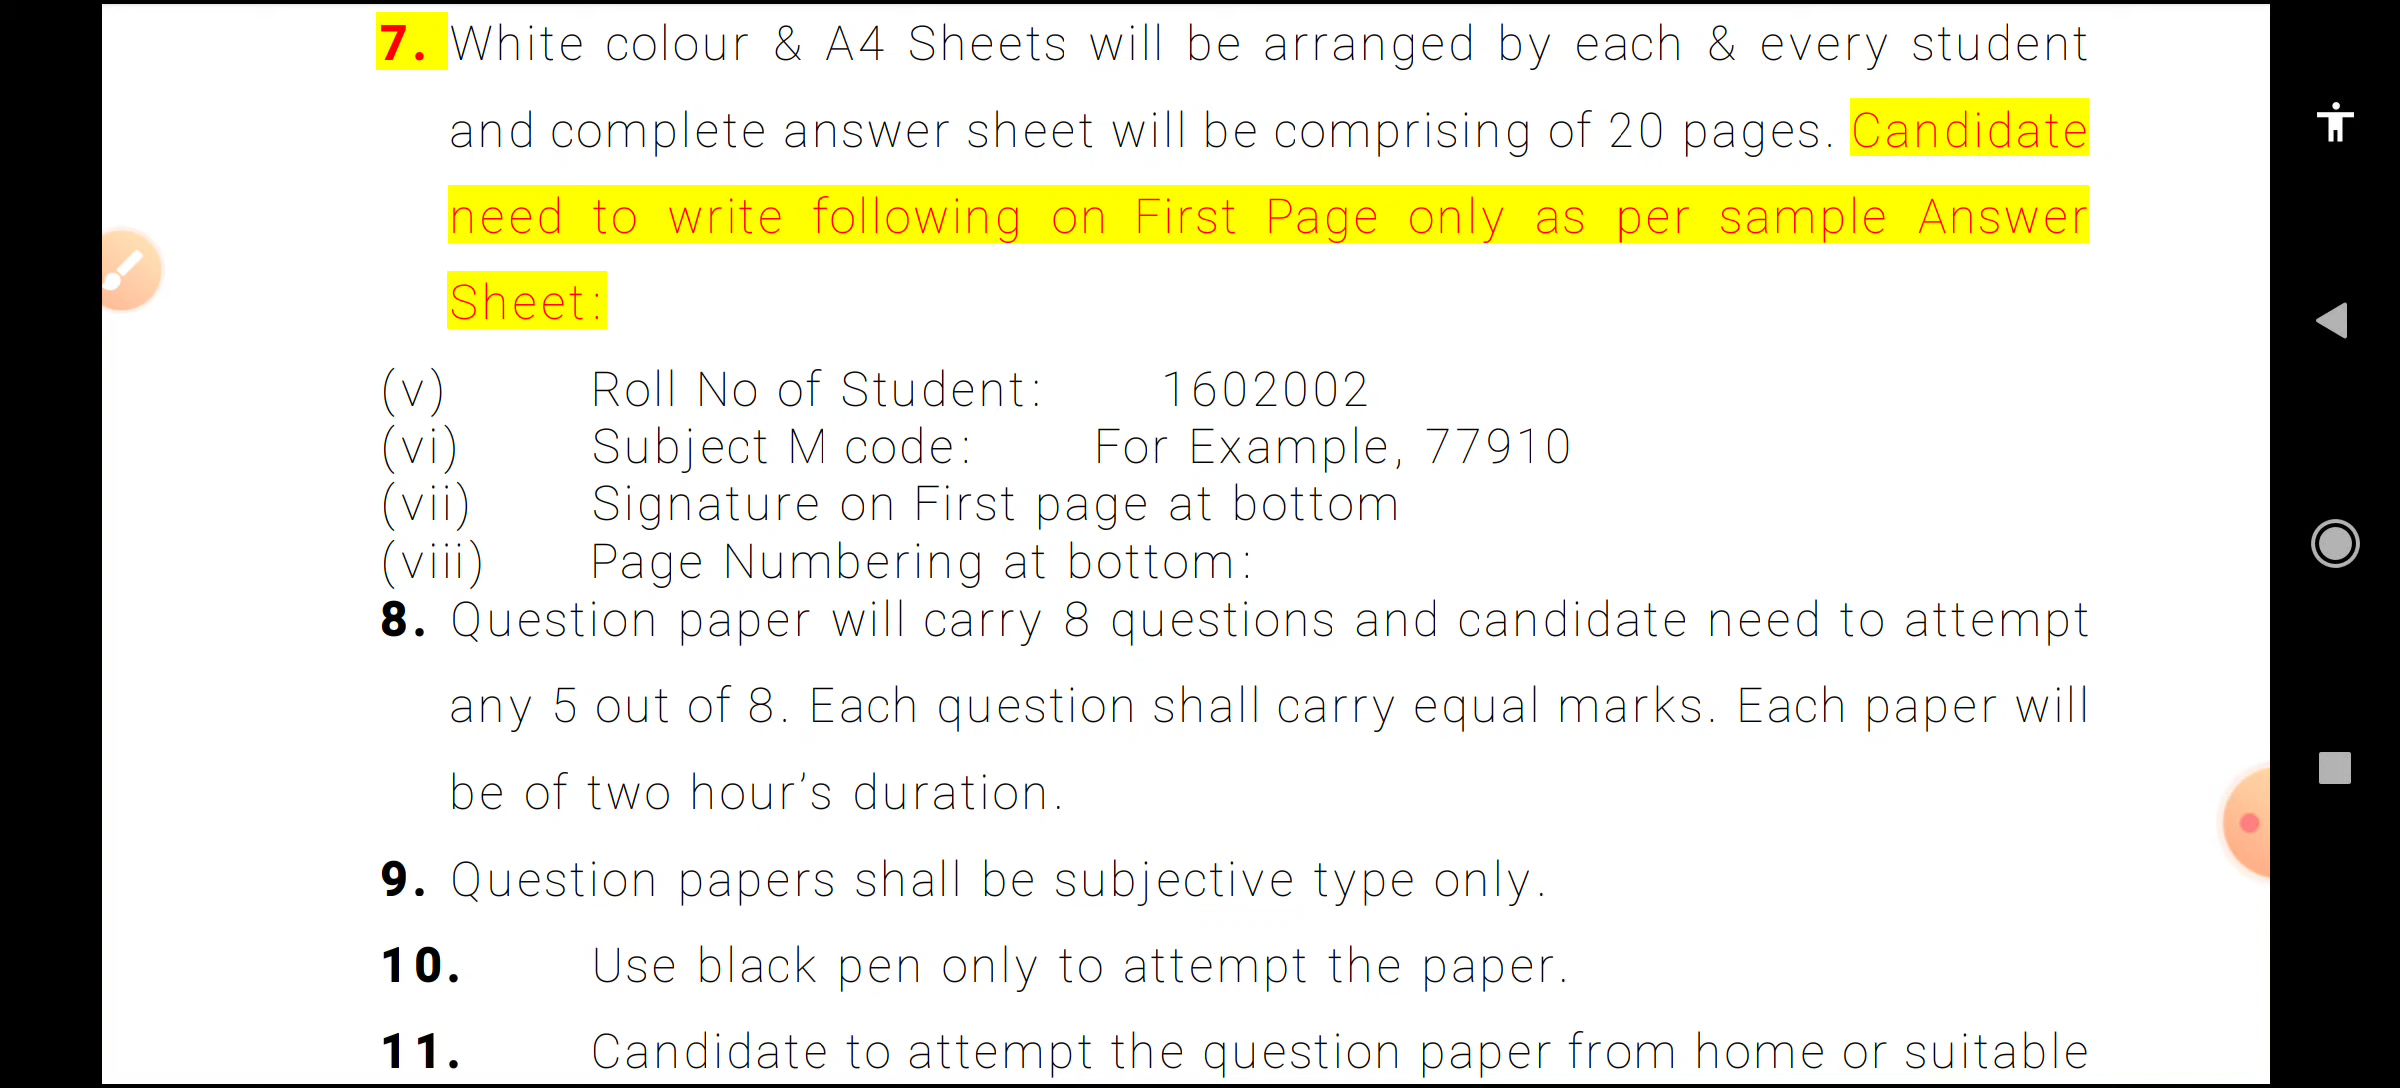 7. White colour & A4 Sheets will be arranged by each & every student
and complete answer sheet will be comprising of 20 pages. Candidate
need to write following on First Page only as per sample Answer
Sheet:
(v) Roll No of Student: 1602002
(vi) Subject M code: For Example, 77910
(vii) Signature on First page at bottom
(viii) Page Numbering at bottom:
8. Question paper will carry 8 questions and candidate need to attempt
any 5 out of 8. Each question shall carry equal marks. Each paper will
be of two hour’s duration.
9. Question papers shall be subjective type only.
10. Use black pen only to attempt the paper.
11. Candidate to attempt the question paper from home or suitable